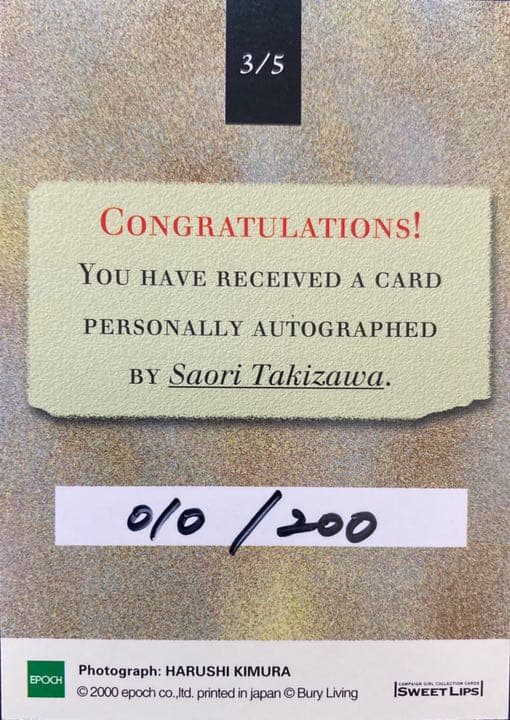 3/5
CONGRATULATIONS!
YOU HAVE RECEIVED A CARD
PERSONALLY AUTOGRAPHED
BY Saori Takizawa.
010/200
EPOCH
Photograph: HARUSHI KIMURA
© 2000 epoch co.,ltd. printed in japan © Bury Living
CAMPAIGN GIRL COLLECTION CARDS
SWEET LIPS